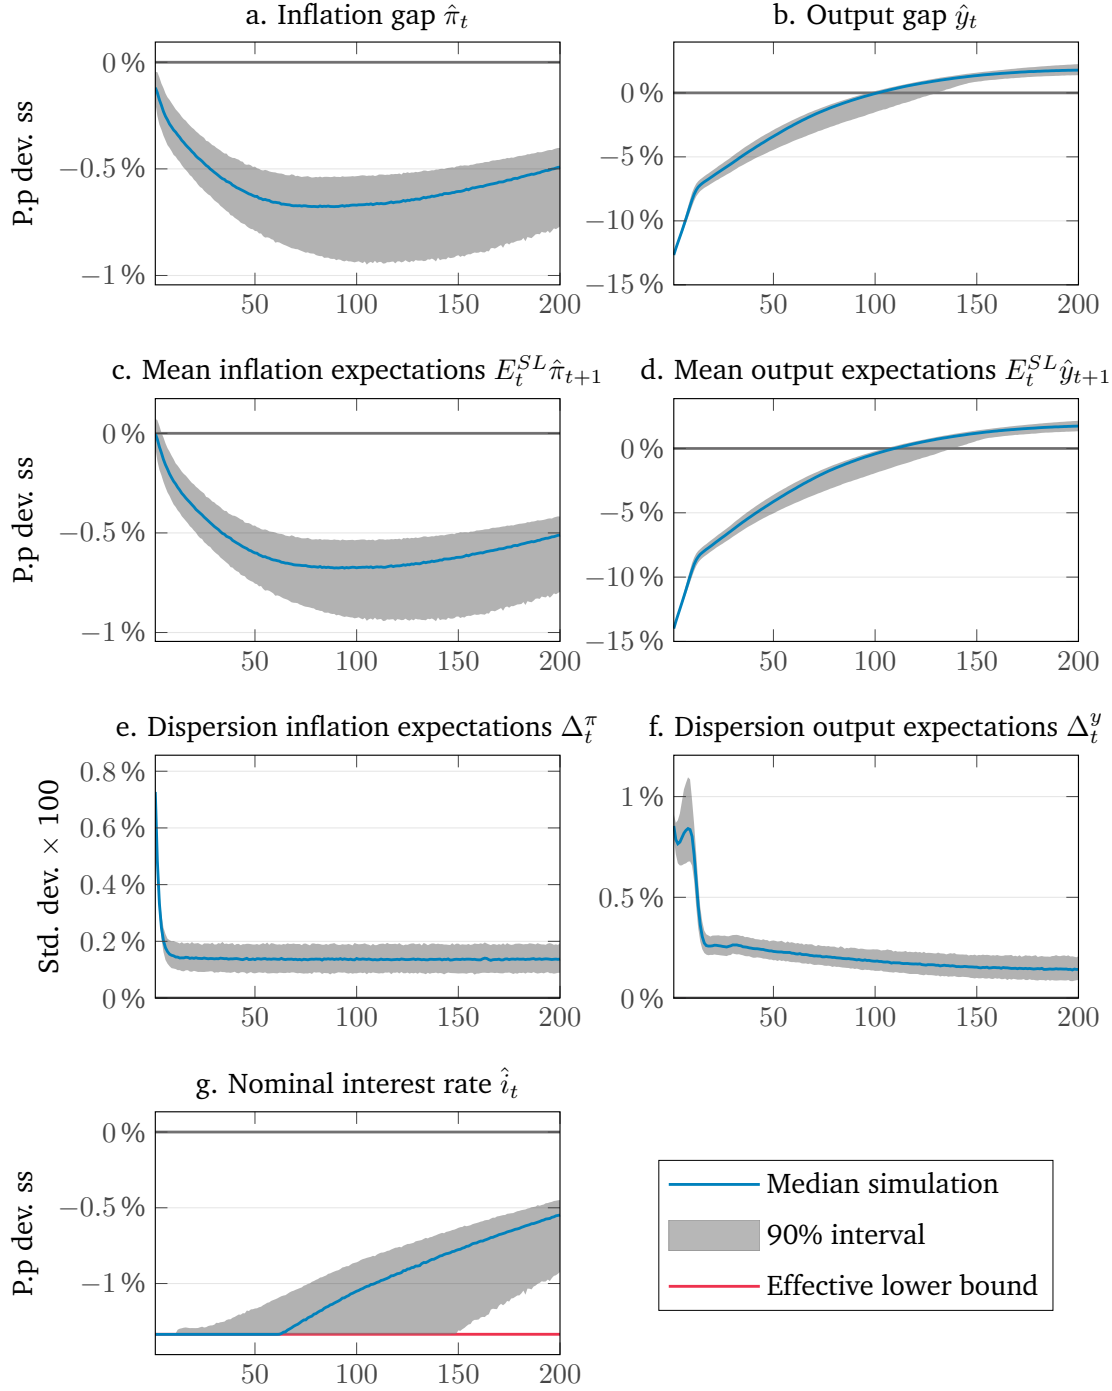 a. Inflation gap π̂_t
b. Output gap ŷ_t
P.p dev. ss
0 %
−0.5 %
−1 %
50 100 150 200
0 %
−5 %
−10 %
−15 %
50 100 150 200
c. Mean inflation expectations E_t^{SL} π̂_{t+1}
d. Mean output expectations E_t^{SL} ŷ_{t+1}
P.p dev. ss
0 %
−0.5 %
−1 %
50 100 150 200
0 %
−5 %
−10 %
−15 %
50 100 150 200
e. Dispersion inflation expectations Δ_t^π
f. Dispersion output expectations Δ_t^y
Std. dev. × 100
0.8 %
0.6 %
0.4 %
0.2 %
0 %
50 100 150 200
1 %
0.5 %
0 %
50 100 150 200
g. Nominal interest rate î_t
P.p dev. ss
0 %
−0.5 %
−1 %
50 100 150 200
Median simulation
90% interval
Effective lower bound